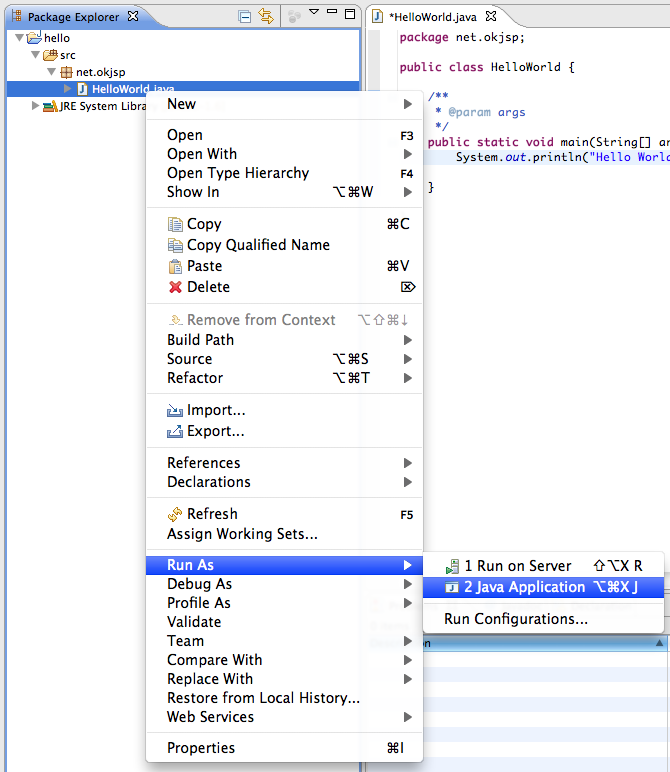 Package Explorer
hello
src
net.okjsp
HelloWorld.java
JRE System Libra
*HelloWorld.java
package net.okjsp;
public class HelloWorld {
/**
* @param args
*/
public static void main(String[] ar
System.out.println("Hello World
}
New
Open F3
Open With
Open Type Hierarchy F4
Show In ⌥⌘W
Copy ⌘C
Copy Qualified Name
Paste ⌘V
Delete ⌦
Remove from Context ⌥⇧⌘↓
Build Path
Source ⌥⌘S
Refactor ⌥⌘T
Import...
Export...
References
Declarations
Refresh F5
Assign Working Sets...
Run As
Debug As
Profile As
Validate
Team
Compare With
Replace With
Restore from Local History...
Web Services
Properties ⌘I
1 Run on Server ⇧⌥X R
2 Java Application ⌥⌘X J
Run Configurations...